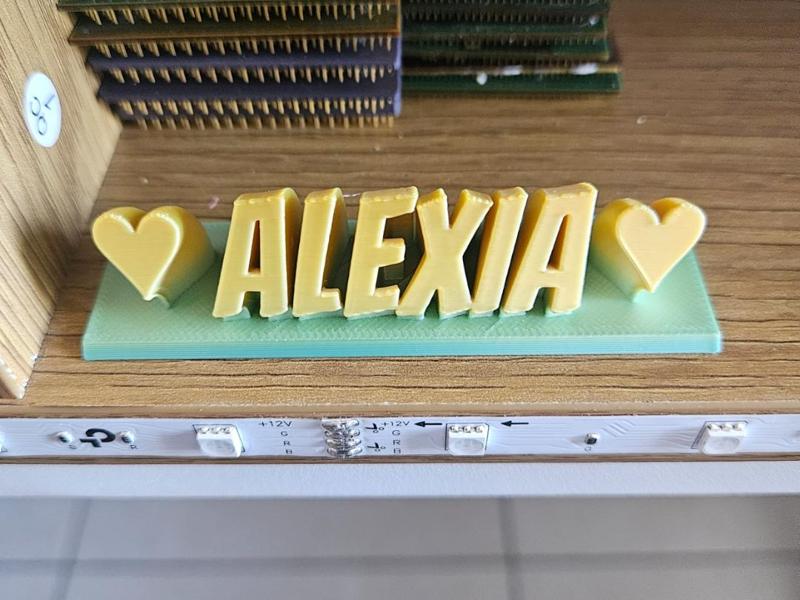 ALEXIA
+12V +12V
G G
R R
B B